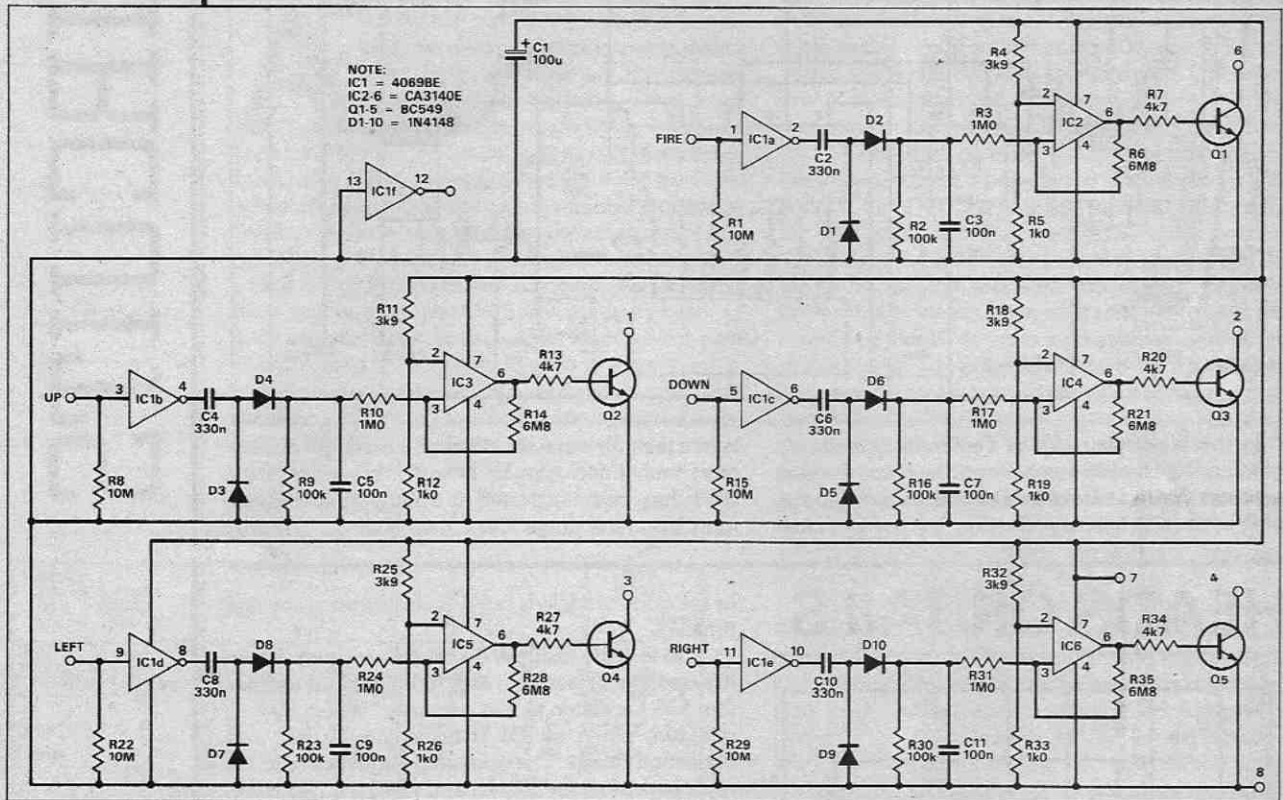 NOTE:
IC1 = 4069BE
IC2-6 = CA3140E
Q1-5 = BC549
D1-10 = 1N4148
C1
100u
13
IC1f
12
FIRE
1
IC1a
2
C2
330n
D2
D1
R1
10M
R2
100k
C3
100n
R3
1M0
R4
3k9
2
3
IC2
7
4
6
R5
1k0
R6
6M8
R7
4k7
Q1
6
UP
3
IC1b
4
C4
330n
D4
D3
R8
10M
R9
100k
C5
100n
R10
1M0
R11
3k9
2
3
IC3
7
4
6
R12
1k0
R14
6M8
R13
4k7
Q2
1
DOWN
5
IC1c
6
C6
330n
D6
D5
R15
10M
R16
100k
C7
100n
R17
1M0
R18
3k9
2
3
IC4
7
4
6
R19
1k0
R21
6M8
R20
4k7
Q3
2
LEFT
9
IC1d
8
C8
330n
D8
D7
R22
10M
R23
100k
C9
100n
R24
1M0
R25
3k9
2
3
IC5
7
4
6
R26
1k0
R28
6M8
R27
4k7
Q4
3
RIGHT
11
IC1e
10
C10
330n
D10
D9
R29
10M
R30
100k
C11
100n
R31
1M0
R32
3k9
2
3
IC6
7
4
6
7
R33
1k0
R35
6M8
R34
4k7
Q5
4
8